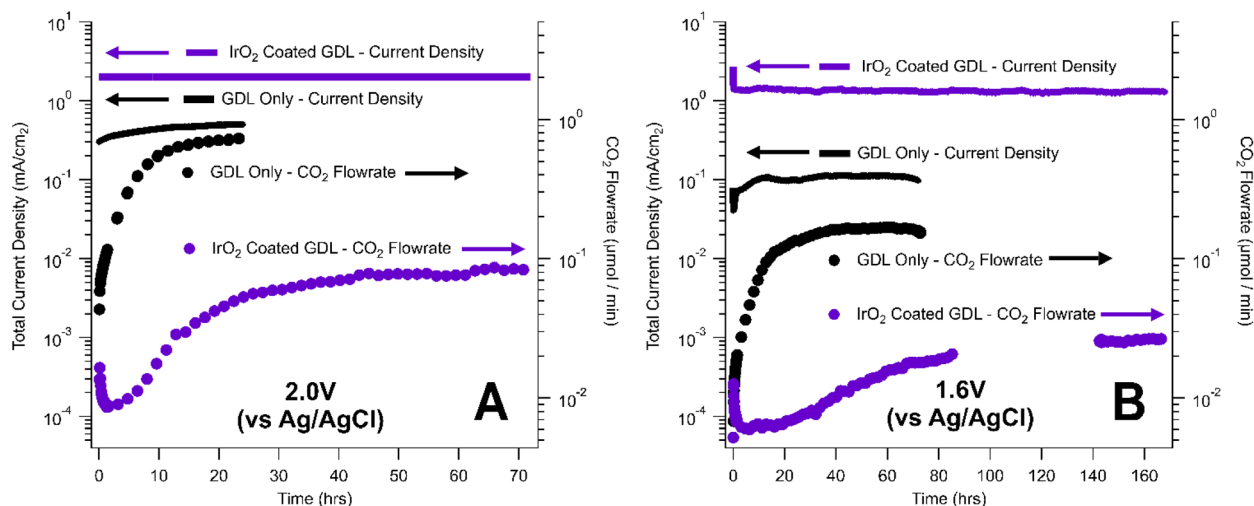 10¹
10⁰
10⁻¹
10⁻²
10⁻³
10⁻⁴
Total Current Density (mA/cm₂)
IrO₂ Coated GDL - Current Density
GDL Only - Current Density
GDL Only - CO₂ Flowrate
IrO₂ Coated GDL - CO₂ Flowrate
2.0V
(vs Ag/AgCl)
A
10⁰
10⁻¹
10⁻²
CO₂ Flowrate (μmol / min)
0 10 20 30 40 50 60 70
Time (hrs)
10¹
10⁰
10⁻¹
10⁻²
10⁻³
10⁻⁴
Total Current Density (mA/cm₂)
IrO₂ Coated GDL - Current Density
GDL Only - Current Density
GDL Only - CO₂ Flowrate
IrO₂ Coated GDL - CO₂ Flowrate
1.6V
(vs Ag/AgCl)
B
10⁰
10⁻¹
10⁻²
CO₂ Flowrate (μmol / min)
0 20 40 60 80 100 120 140 160
Time (hrs)